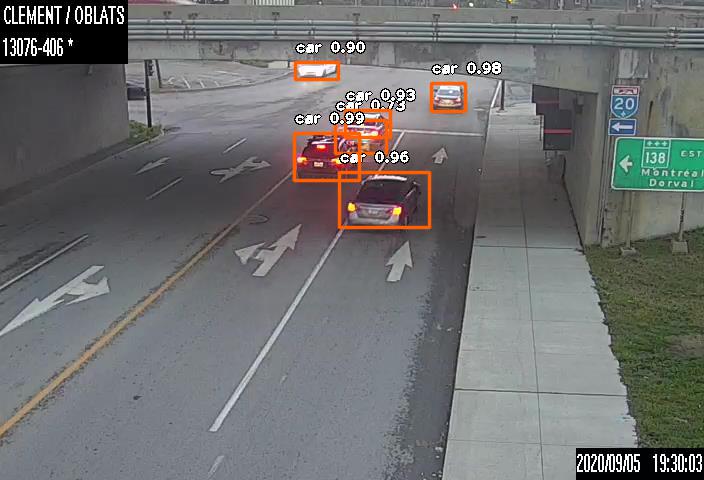 CLEMENT / OBLATS
13076-406 *
car 0.90
car 0.98
car 0.93
car 0.73
car 0.99
car 0.96
20
138 EST
Montréal
Dorval
2020/09/05 19:30:03